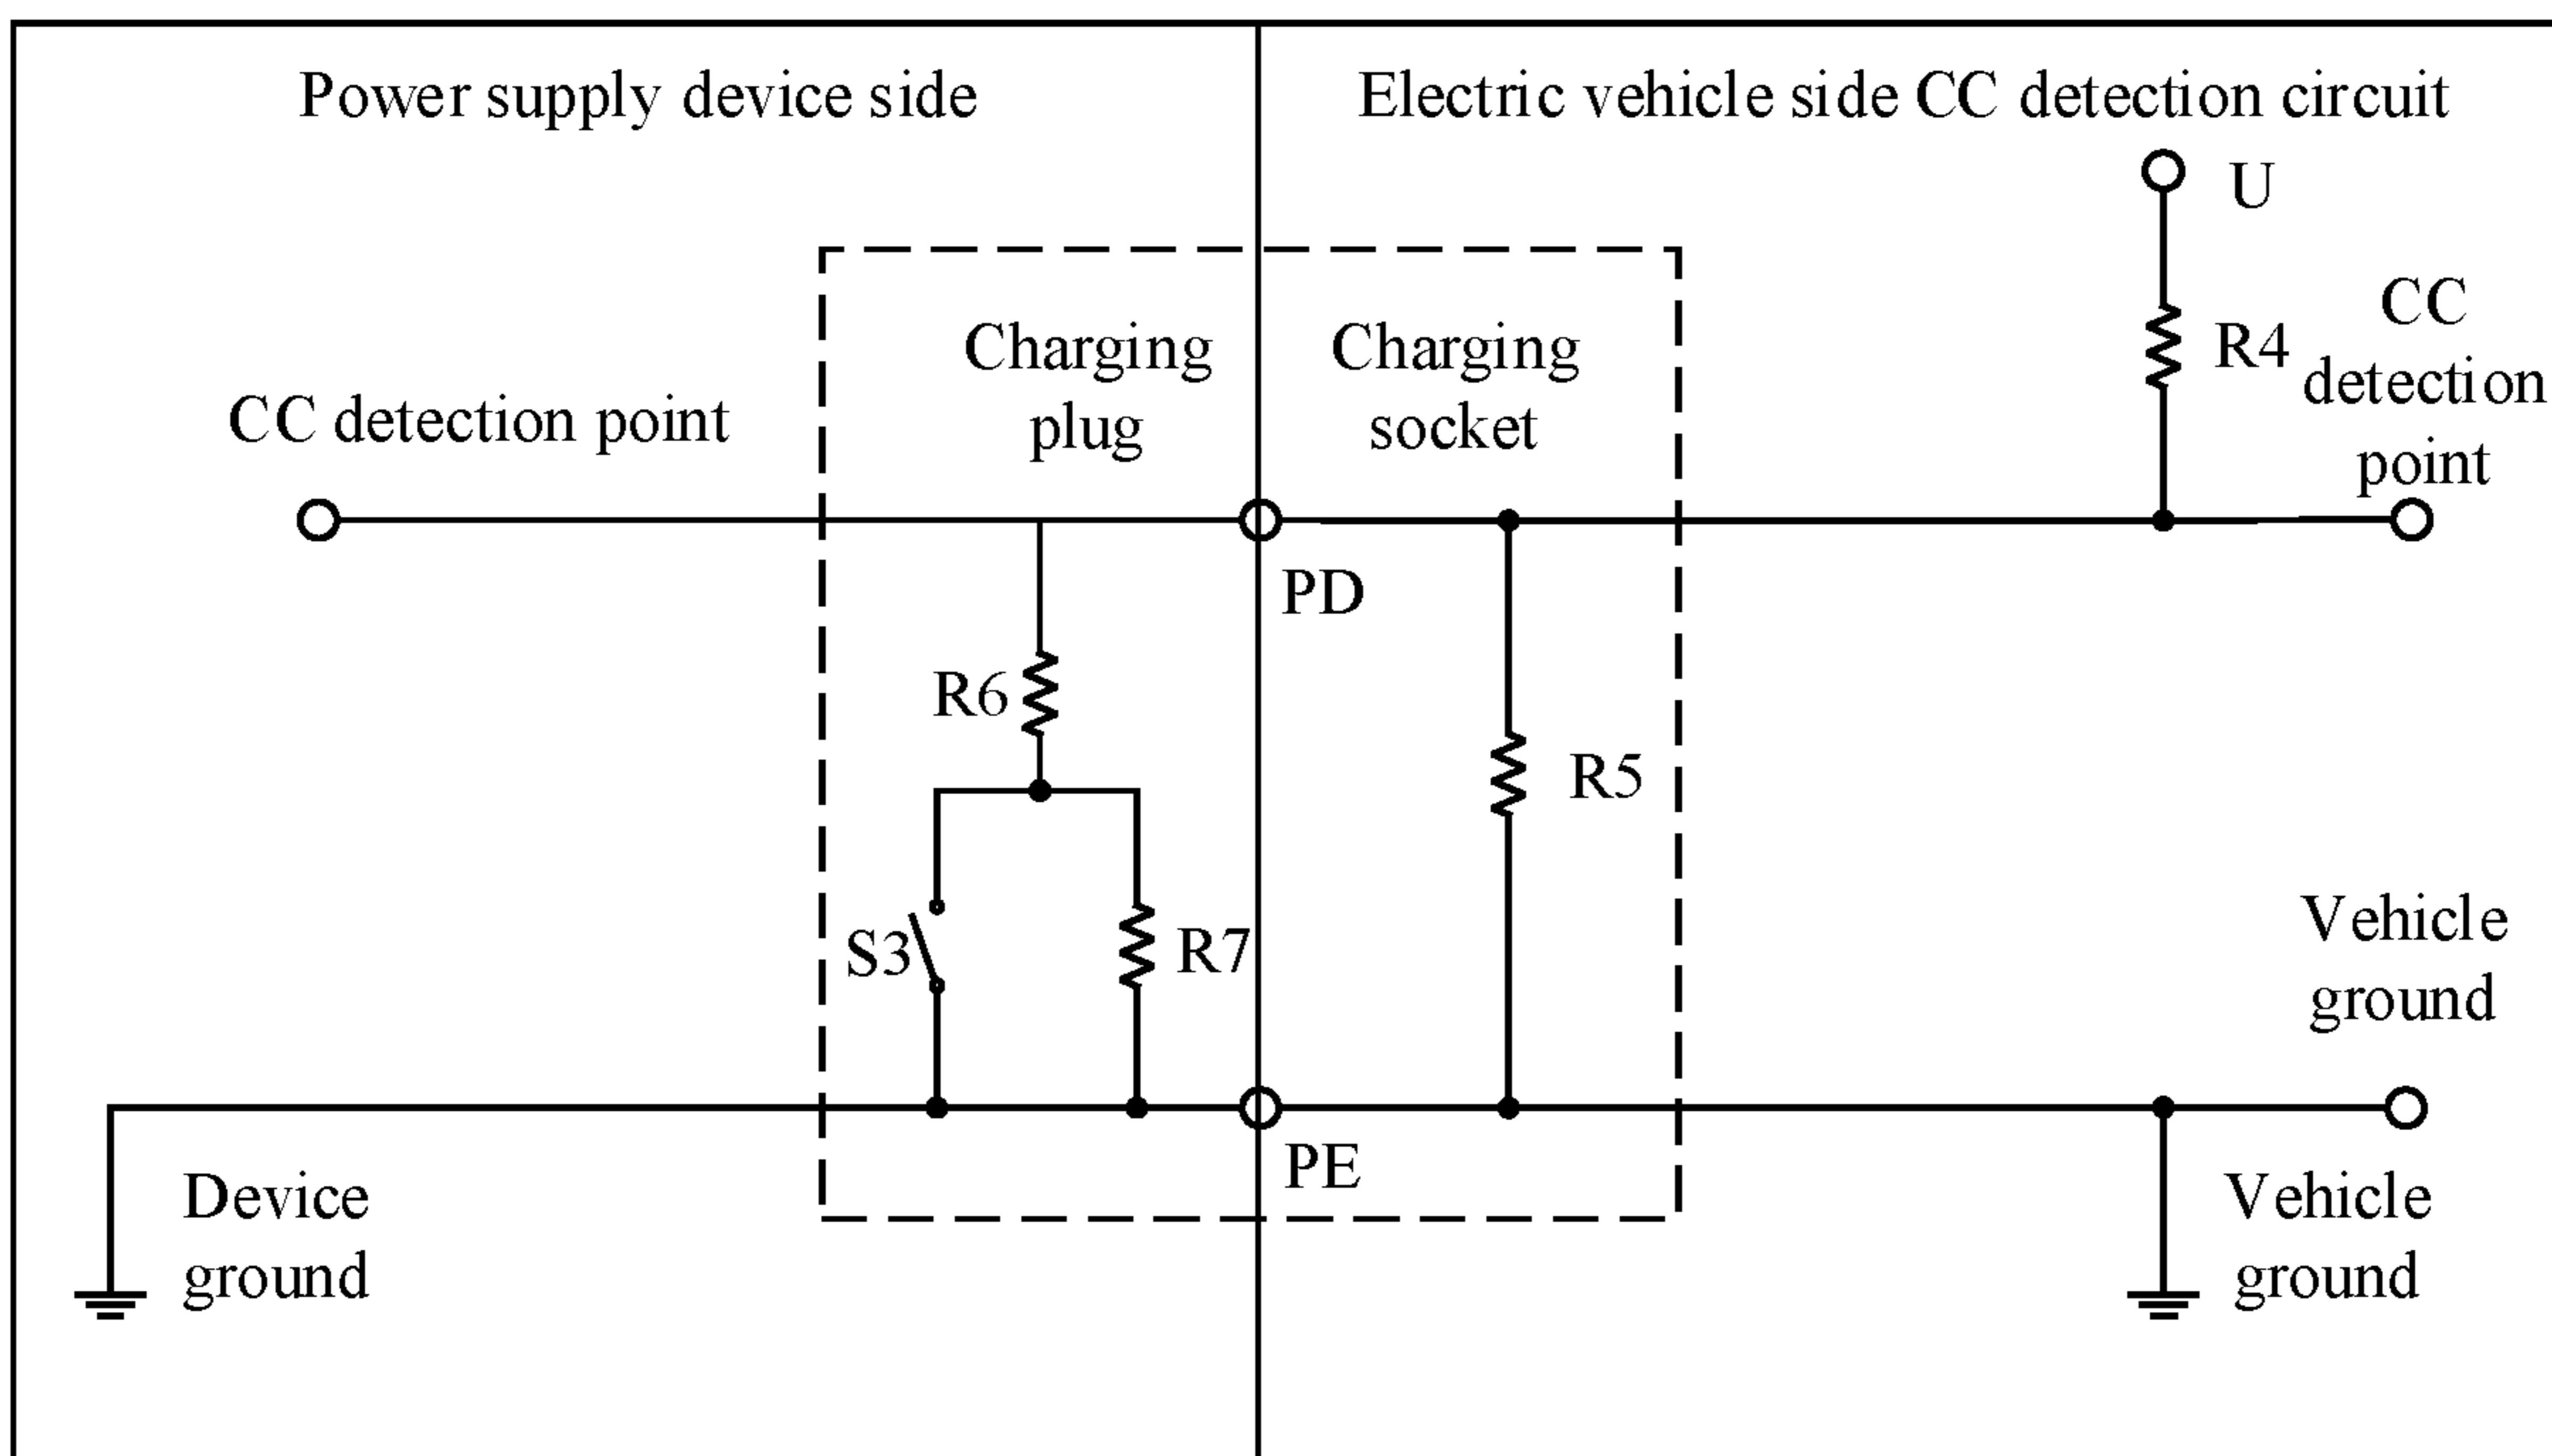 Power supply device side
Electric vehicle side CC detection circuit
U
CC
detection
point
R4
Charging
plug
Charging
socket
CC detection point
PD
R6
R5
S3
R7
Vehicle
ground
PE
Device
ground
Vehicle
ground